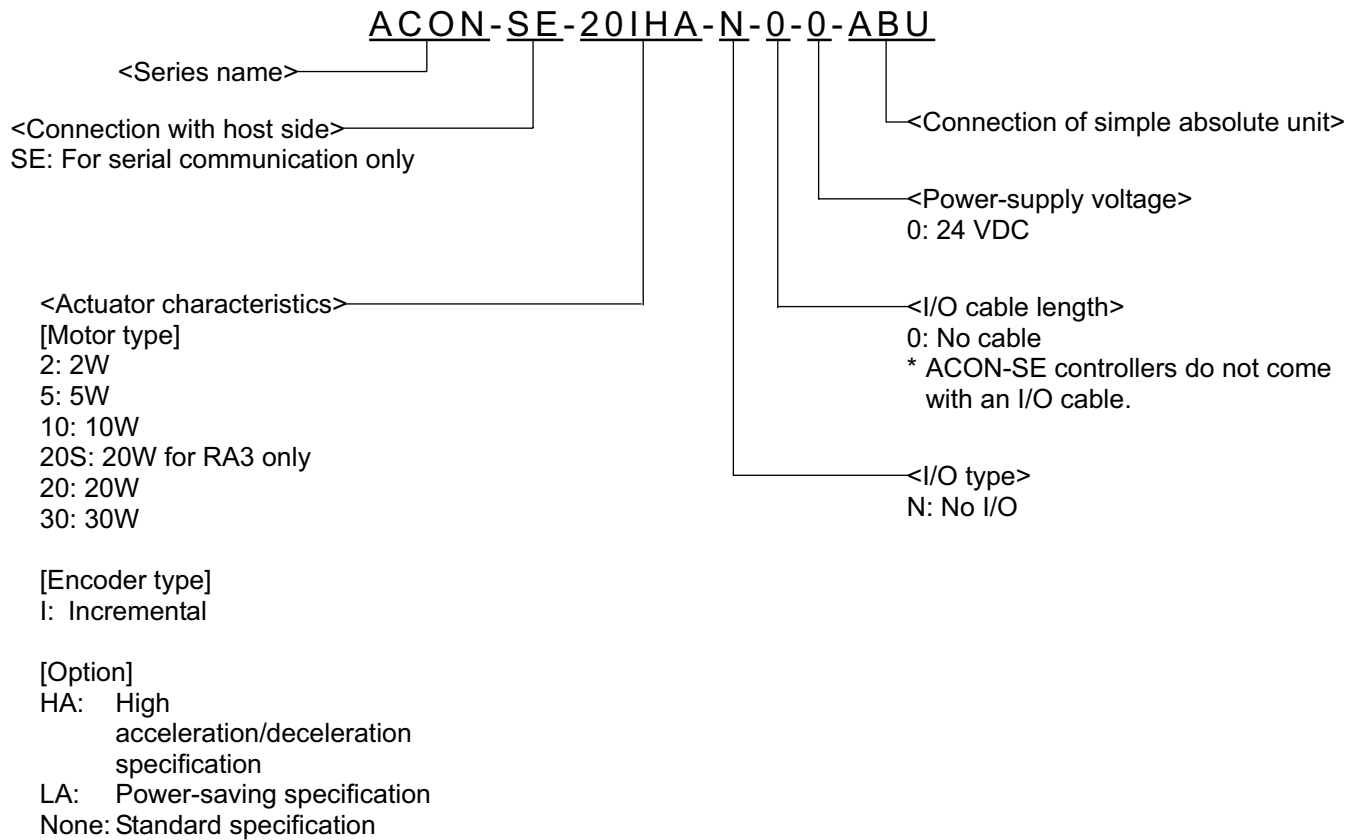 ACON-SE-20IHA-N-0-0-ABU
<Series name>
<Connection with host side>
SE: For serial communication only
<Actuator characteristics>
[Motor type]
2: 2W
5: 5W
10: 10W
20S: 20W for RA3 only
20: 20W
30: 30W
[Encoder type]
I: Incremental
[Option]
HA: High
acceleration/deceleration
specification
LA: Power-saving specification
None: Standard specification
<Connection of simple absolute unit>
<Power-supply voltage>
0: 24 VDC
<I/O cable length>
0: No cable
* ACON-SE controllers do not come
with an I/O cable.
<I/O type>
N: No I/O